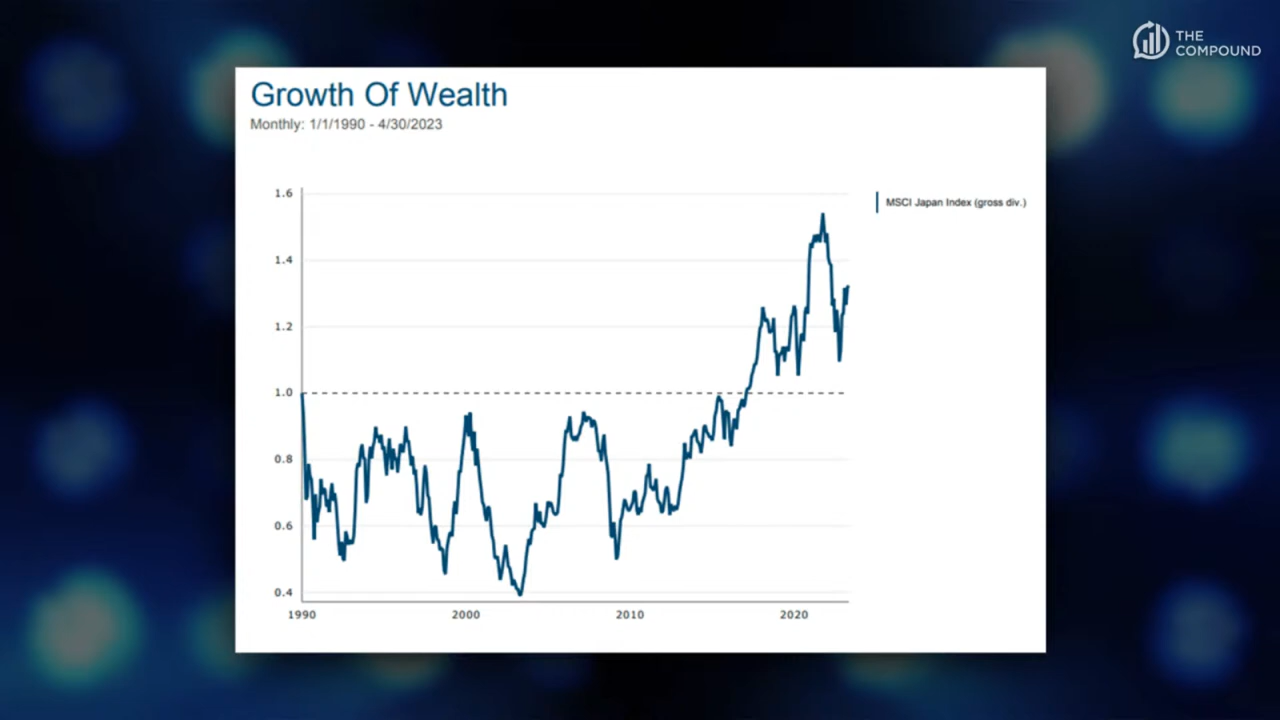 THE
COMPOUND
Growth Of Wealth
Monthly: 1/1/1990 - 4/30/2023
1.6
MSCI Japan Index (gross div.)
1.4
1.2
1.0
0.8
0.6
0.4
1990 2000 2010 2020